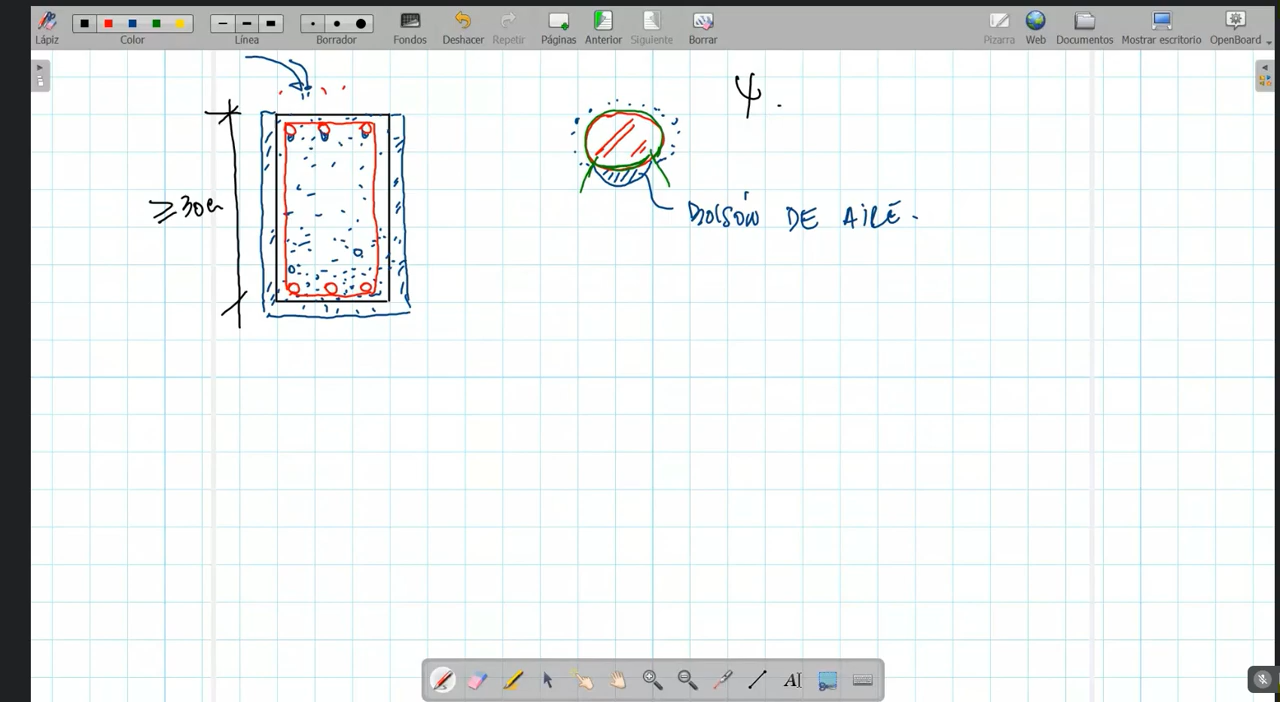 Lápiz
Color
Línea
Borrador
Fondos
Deshacer
Repetir
Páginas
Anterior
Siguiente
Borrar
Pizarra
Web
Documentos
Mostrar escritorio
OpenBoard
ψ.
≥30cm
BOLSÓN DE AIRE.
AI